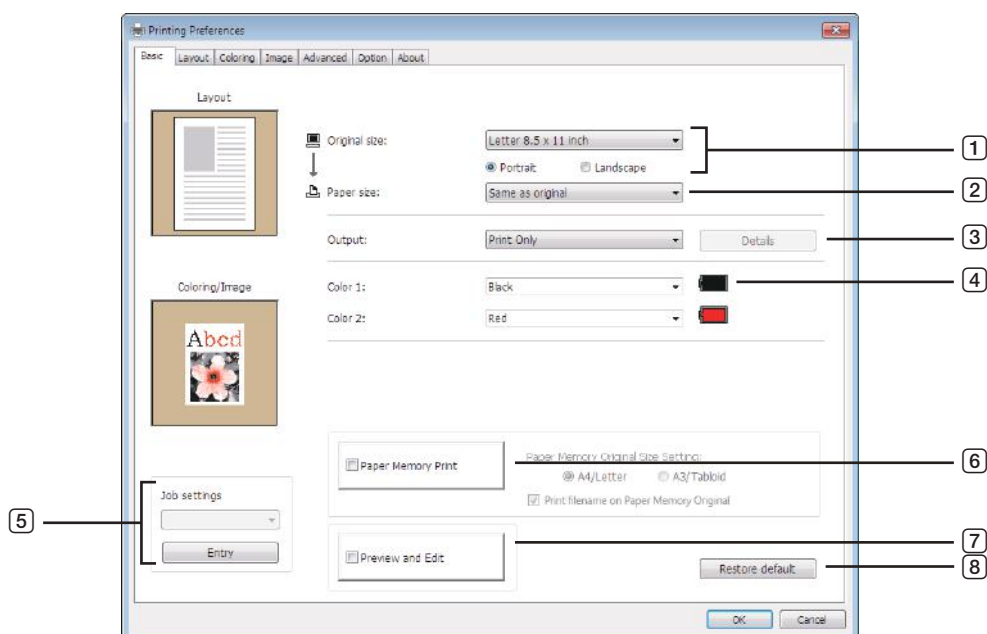 Printing Preferences
Basic Layout Coloring Image Advanced Option About
Layout
Original size: Letter 8.5 x 11 inch
Portrait Landscape
Paper size: Same as original
Output: Print Only Details
Coloring/Image
Color 1: Black
Color 2: Red
Abcd
Paper Memory Print
Paper Memory Original Size Setting:
A4/Letter A3/Tabloid
Print filename on Paper Memory Original
Job settings
Entry
Preview and Edit
Restore default
OK Cancel
1
2
3
4
5
6
7
8